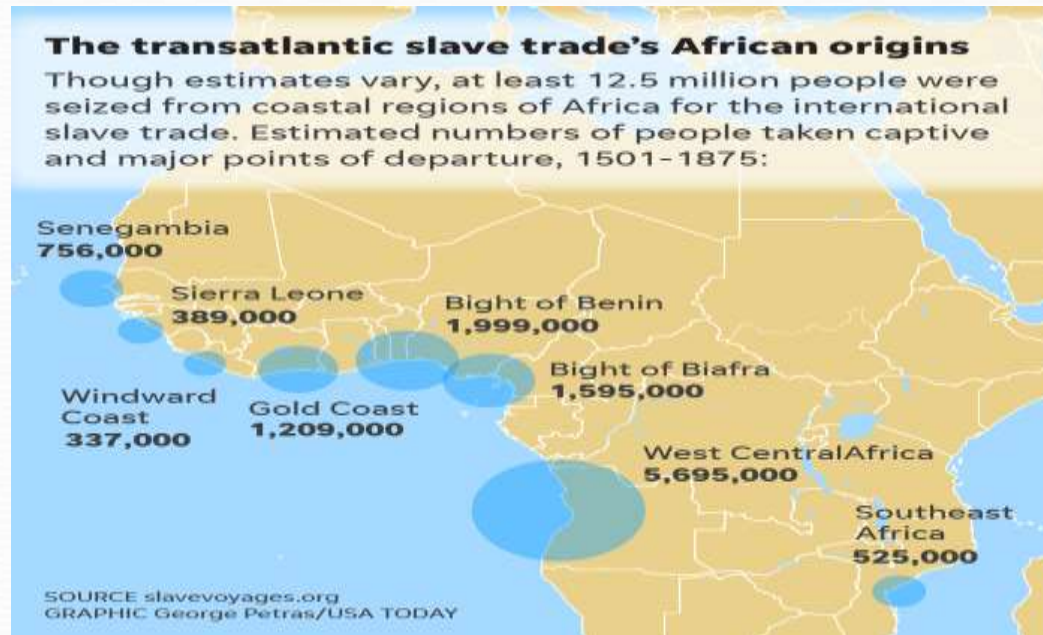 The transatlantic slave trade's African origins
Though estimates vary, at least 12.5 million people were
seized from coastal regions of Africa for the international
slave trade. Estimated numbers of people taken captive
and major points of departure, 1501-1875:
Senegambia
756,000
Sierra Leone
389,000
Bight of Benin
1,999,000
Bight of Biafra
1,595,000
Windward
Coast
337,000
Gold Coast
1,209,000
West CentralAfrica
5,695,000
Southeast
Africa
525,000
SOURCE slavevoyages.org
GRAPHIC George Petras/USA TODAY